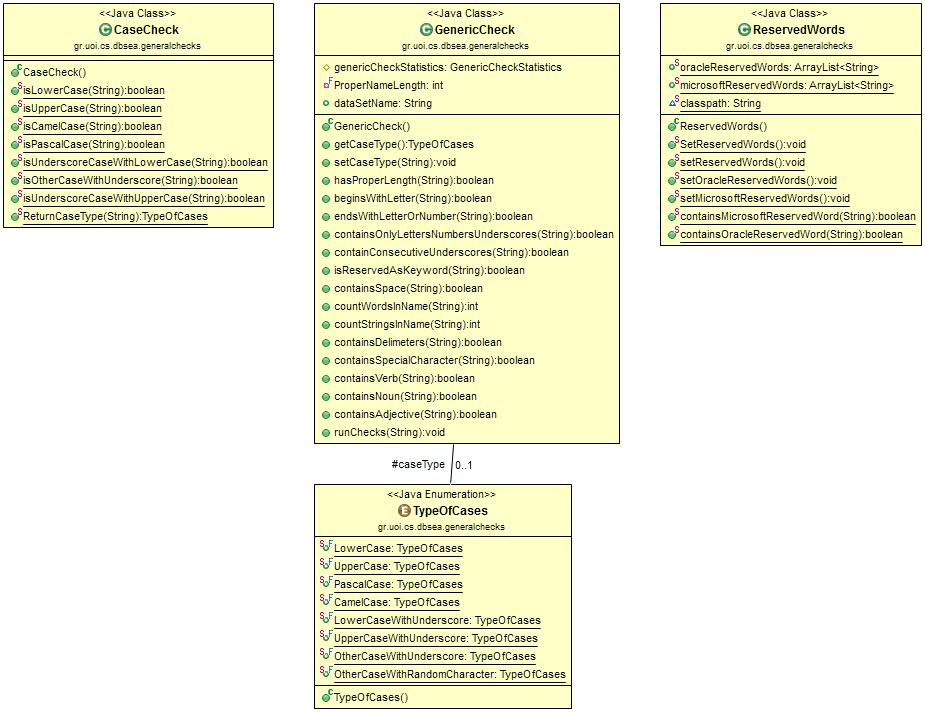 <<Java Class>>
CaseCheck
gr.uoi.cs.dbsea.generalchecks
CaseCheck()
isLowerCase(String):boolean
isUpperCase(String):boolean
isCamelCase(String):boolean
isPascalCase(String):boolean
isUnderscoreCaseWithLowerCase(String):boolean
isOtherCaseWithUnderscore(String):boolean
isUnderscoreCaseWithUpperCase(String):boolean
ReturnCaseType(String):TypeOfCases
<<Java Class>>
GenericCheck
gr.uoi.cs.dbsea.generalchecks
genericCheckStatistics: GenericCheckStatistics
ProperNameLength: int
dataSetName: String
GenericCheck()
getCaseType():TypeOfCases
setCaseType(String):void
hasProperLength(String):boolean
beginsWithLetter(String):boolean
endsWithLetterOrNumber(String):boolean
containsOnlyLettersNumbersUnderscores(String):boolean
containConsecutiveUnderscores(String):boolean
isReservedAsKeyword(String):boolean
containsSpace(String):boolean
countWordsInName(String):int
countStringsInName(String):int
containsDelimeters(String):boolean
containsSpecialCharacter(String):boolean
containsVerb(String):boolean
containsNoun(String):boolean
containsAdjective(String):boolean
runChecks(String):void
<<Java Class>>
ReservedWords
gr.uoi.cs.dbsea.generalchecks
oracleReservedWords: ArrayList<String>
microsoftReservedWords: ArrayList<String>
classpath: String
ReservedWords()
SetReservedWords():void
setReservedWords():void
setOracleReservedWords():void
setMicrosoftReservedWords():void
containsMicrosoftReservedWord(String):boolean
containsOracleReservedWord(String):boolean
#caseType 0..1
<<Java Enumeration>>
TypeOfCases
gr.uoi.cs.dbsea.generalchecks
LowerCase: TypeOfCases
UpperCase: TypeOfCases
PascalCase: TypeOfCases
CamelCase: TypeOfCases
LowerCaseWithUnderscore: TypeOfCases
UpperCaseWithUnderscore: TypeOfCases
OtherCaseWithUnderscore: TypeOfCases
OtherCaseWithRandomCharacter: TypeOfCases
TypeOfCases()